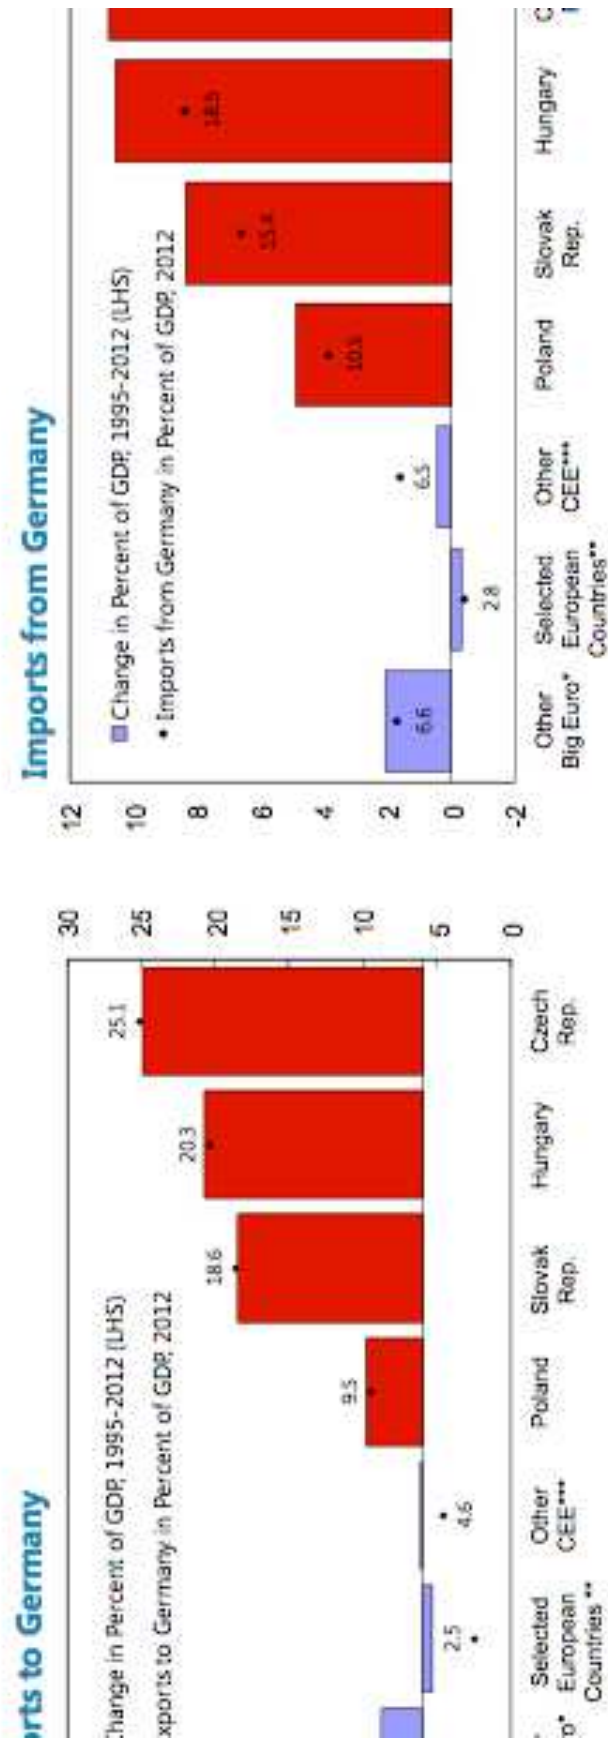 orts to Germany
Change in Percent of GDP, 1995-2012 (LHS)
xports to Germany in Percent of GDP, 2012
30
25
20
15
10
5
0
2.5
4.6
9.5
18.6
20.3
25.1
ro*
Selected
European
Countries**
Other
CEE***
Poland
Slovak
Rep.
Hungary
Czech
Rep.
Imports from Germany
Change in Percent of GDP, 1995-2012 (LHS)
Imports from Germany in Percent of GDP, 2012
12
10
8
6
4
2
0
-2
6.6
2.8
6.5
10.5
15.4
Other
Big Euro*
Selected
European
Countries**
Other
CEE***
Poland
Slovak
Rep.
Hungary